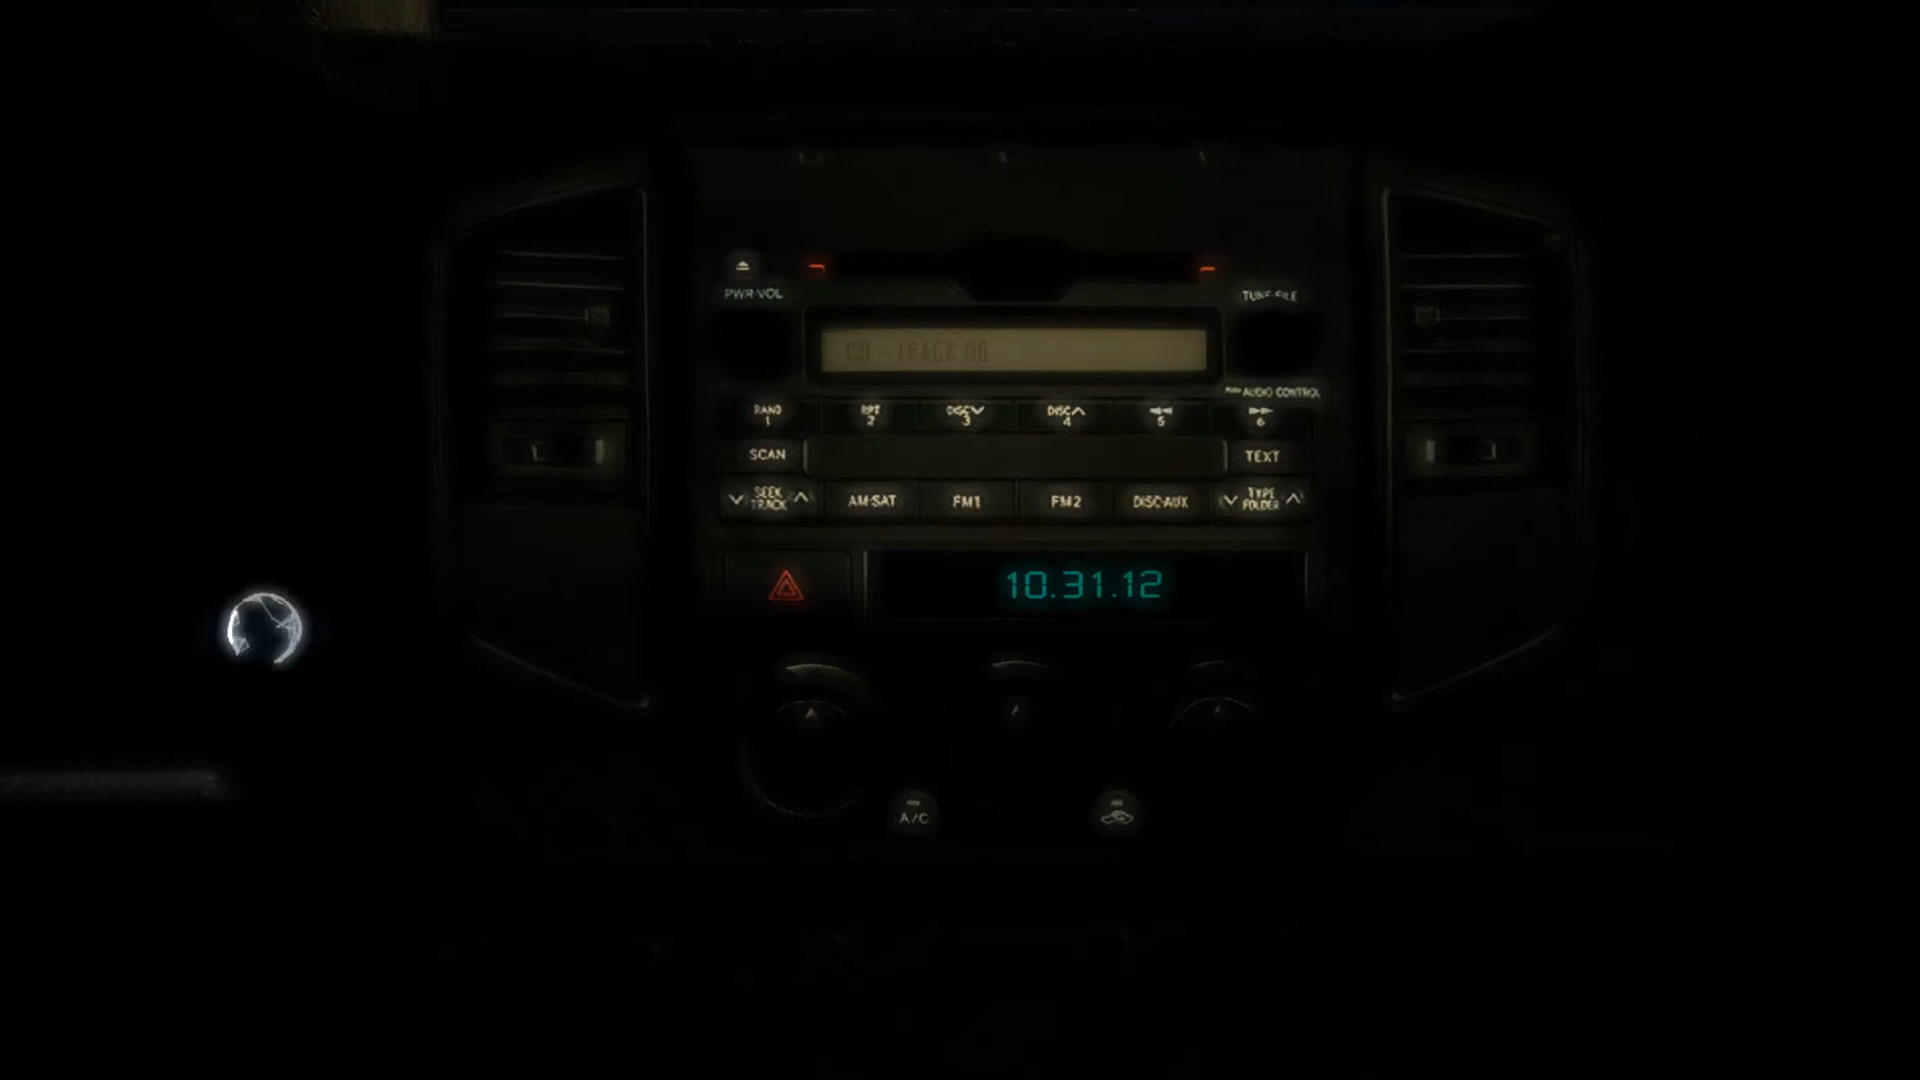 PWR·VOL
TUNE·FILE
CD - TRACK 06
PUSH AUDIO CONTROL
RAND 1
RPT 2
DISC 3
DISC 4
5
6
SCAN
TEXT
SEEK TRACK
AM·SAT
FM1
FM2
DISC·AUX
TYPE FOLDER
10.31.12
A/C